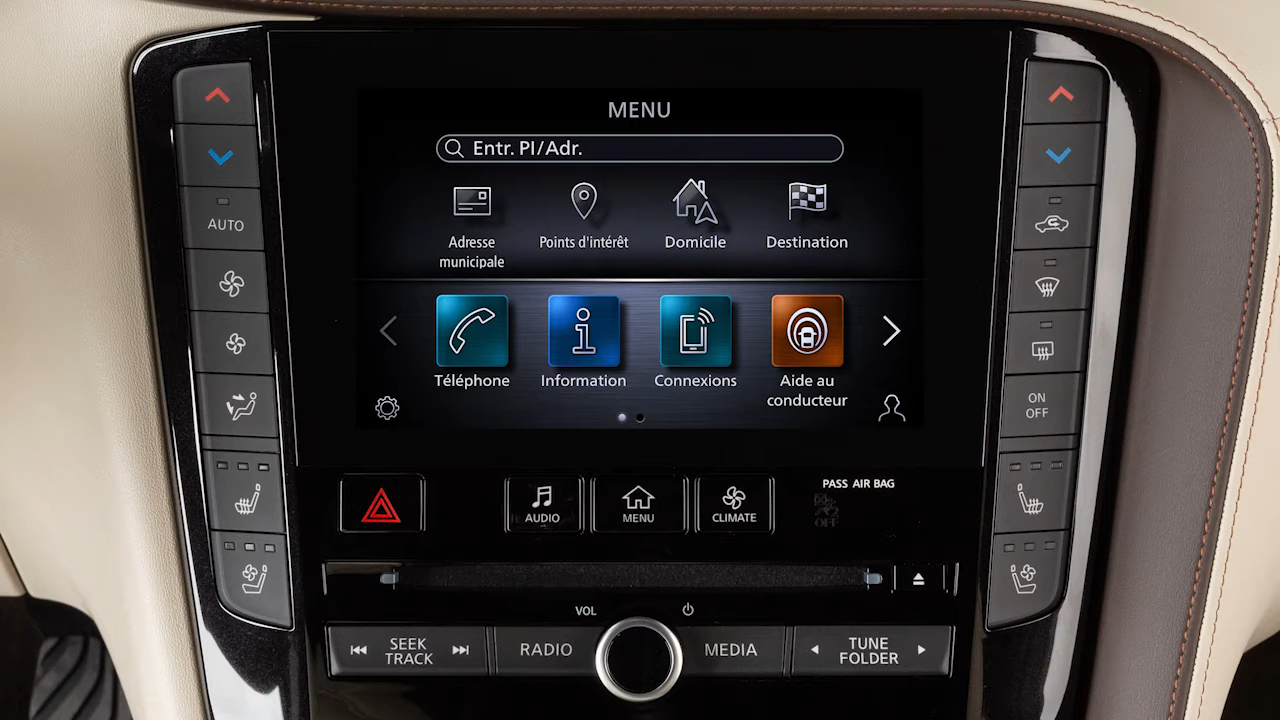 MENU
Entr. PI/Adr.
Adresse
municipale
Points d'intérêt
Domicile
Destination
Téléphone
Information
Connexions
Aide au
conducteur
AUTO
ON
OFF
AUDIO
MENU
CLIMATE
PASS AIR BAG
OFF
VOL
SEEK
TRACK
RADIO
MEDIA
TUNE
FOLDER